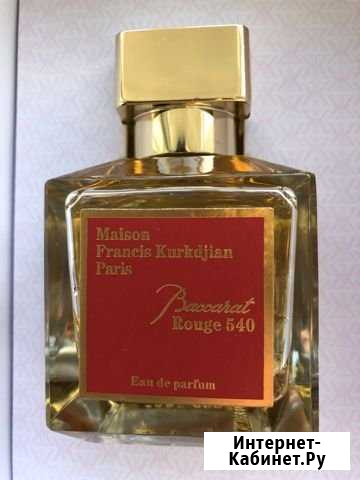 Maison
Francis Kurkdjian
Paris
Baccarat
Rouge 540
Eau de parfum
Интернет-
Кабинет.Ру